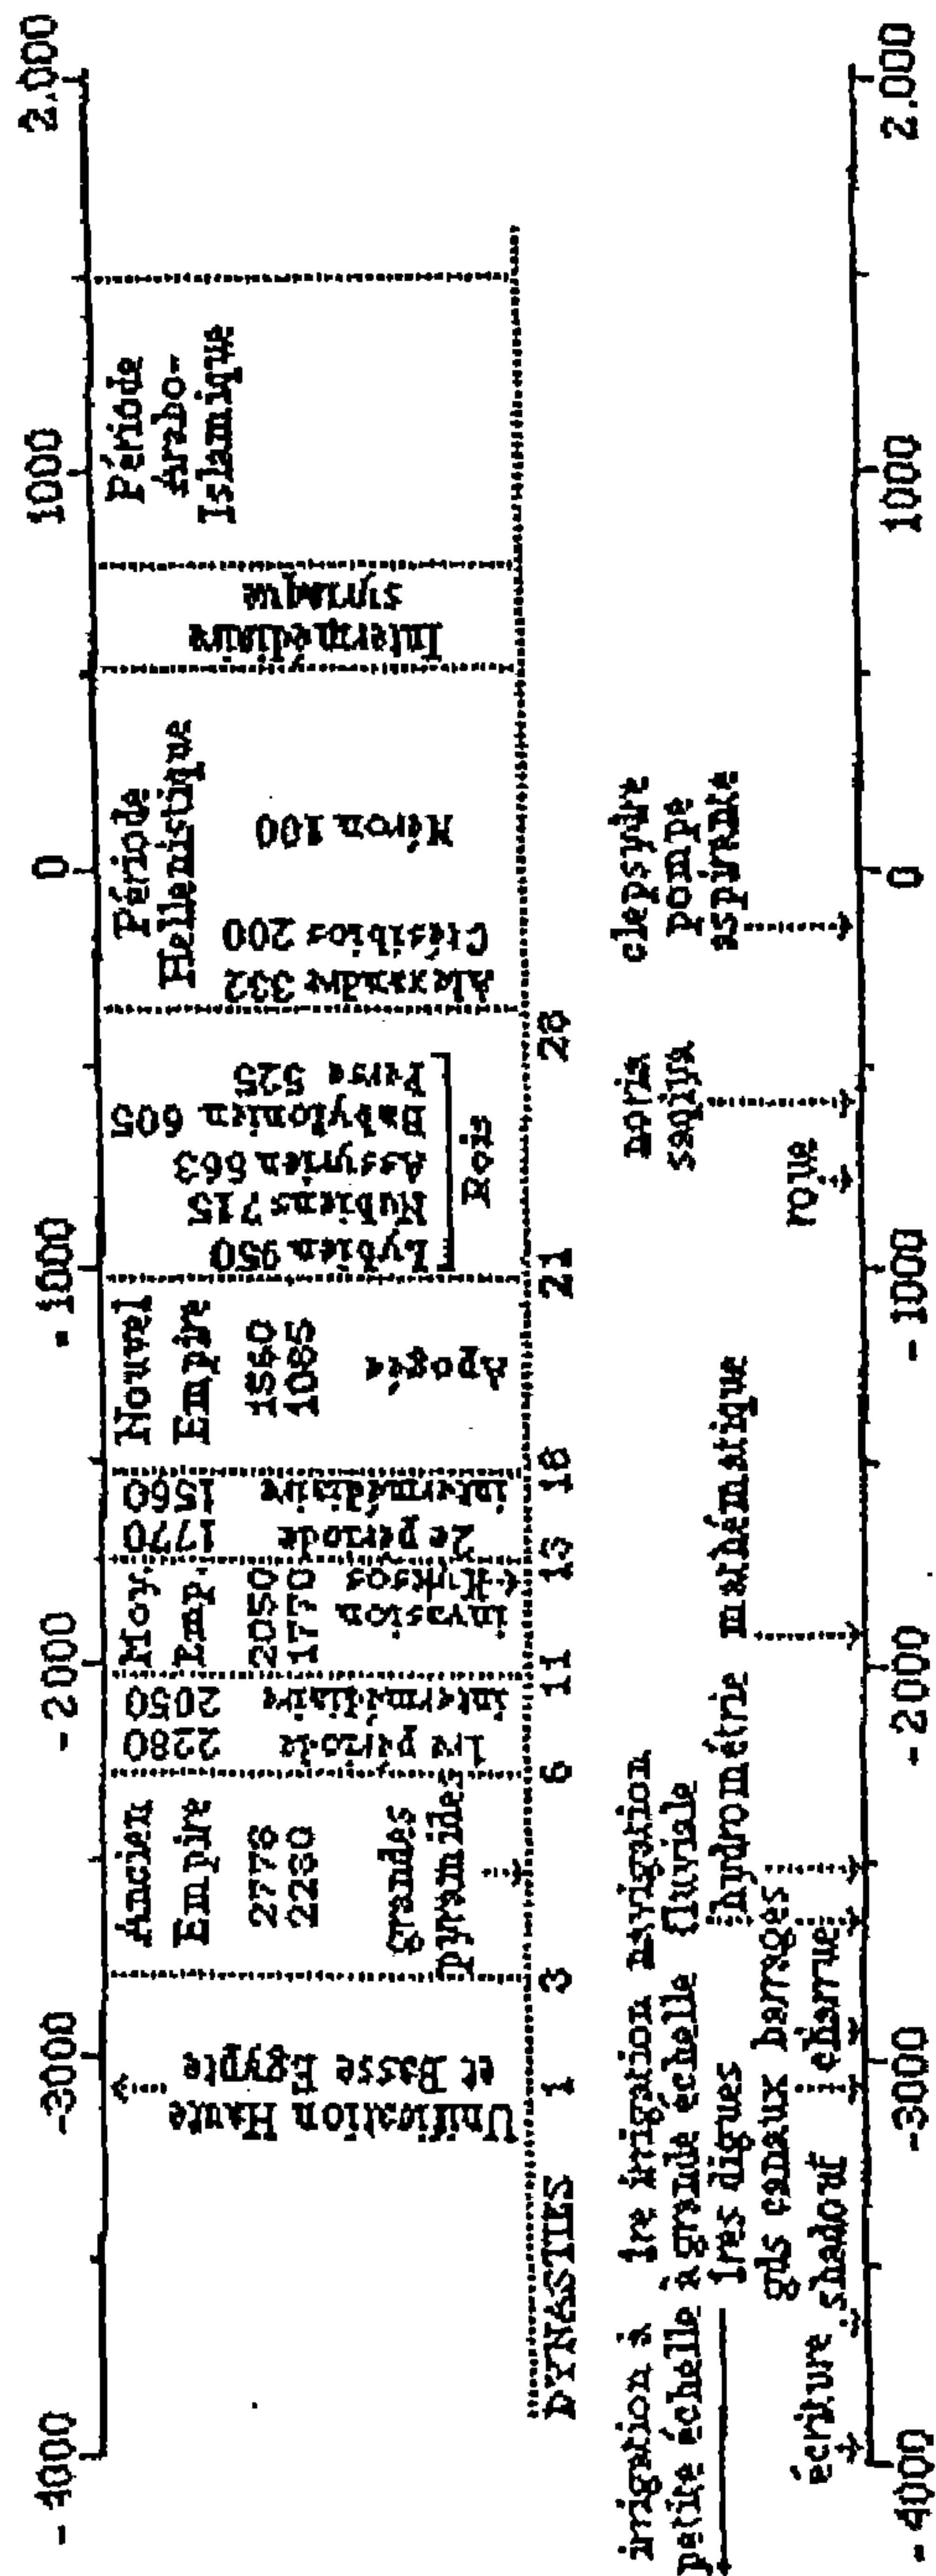 -4000 -3000 -2000 -1000 0 1000 2.000
Unification Haute
et Basse Egypte
Ancien
Empire
2778
2280
grandes
pyramides
1re période
intermédiaire
2280
2050
Moy.
Emp.
2050
1770
invasion
Hyksos
2e période
intermédiaire
1770
1560
Nouvel
Empire
1560
1085
Apogée
Lybien 950
Nubiens 715
Assyrien 663
Babylonien 605
Perse 525
Rois
Période
Hellenistique
Alexandre 332
Ctésibios 200
Héron 100
Intermédiaire
syriaque
Période
Arabo-
Islamique
DYNASTIES 1 3 6 11 13 18 21 28
irrigation à
petite échelle
1re irrigation
à grande échelle
1res digues
gds canaux
navigation
fluviale
barrages
hydrométrie
mathématique
écriture
shadouf
charrue
roue
noria
saqiya
clepsydre
pompe
aspirante
-4000 -3000 -2000 -1000 0 1000 2.000